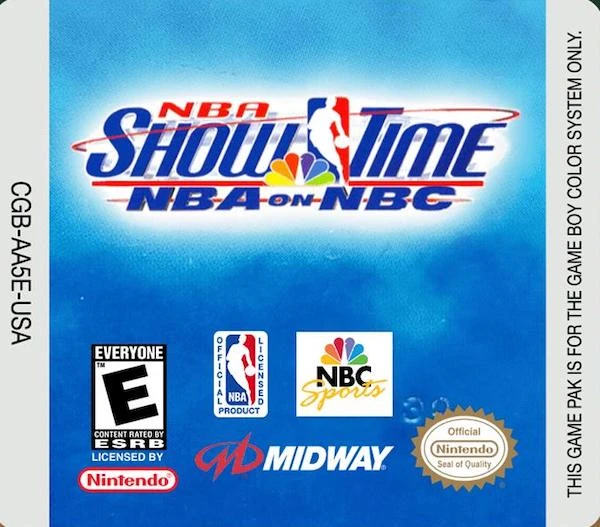 NBA
SHOWTIME
NBA ON NBC
CGB-AA5E-USA
THIS GAME PAK IS FOR THE GAME BOY COLOR SYSTEM ONLY.
EVERYONE
TM
E
CONTENT RATED BY
ESRB
LICENSED BY
Nintendo®
OFFICIAL
LICENSED
NBA
PRODUCT
NBC
Sports
MIDWAY
Official
Nintendo
Seal of Quality